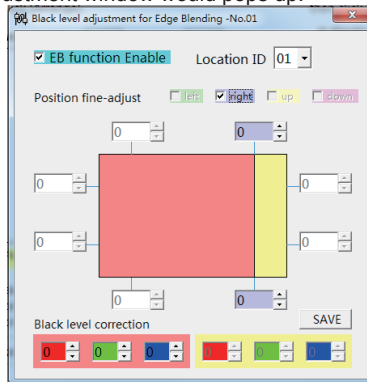 ustment window would pops up.
Black level adjustment for Edge Blending -No.01
EB function Enable Location ID 01
Position fine-adjust left right up down
0 0
0 0
0 0
0 0
SAVE
Black level correction
0 0 0 0 0 0